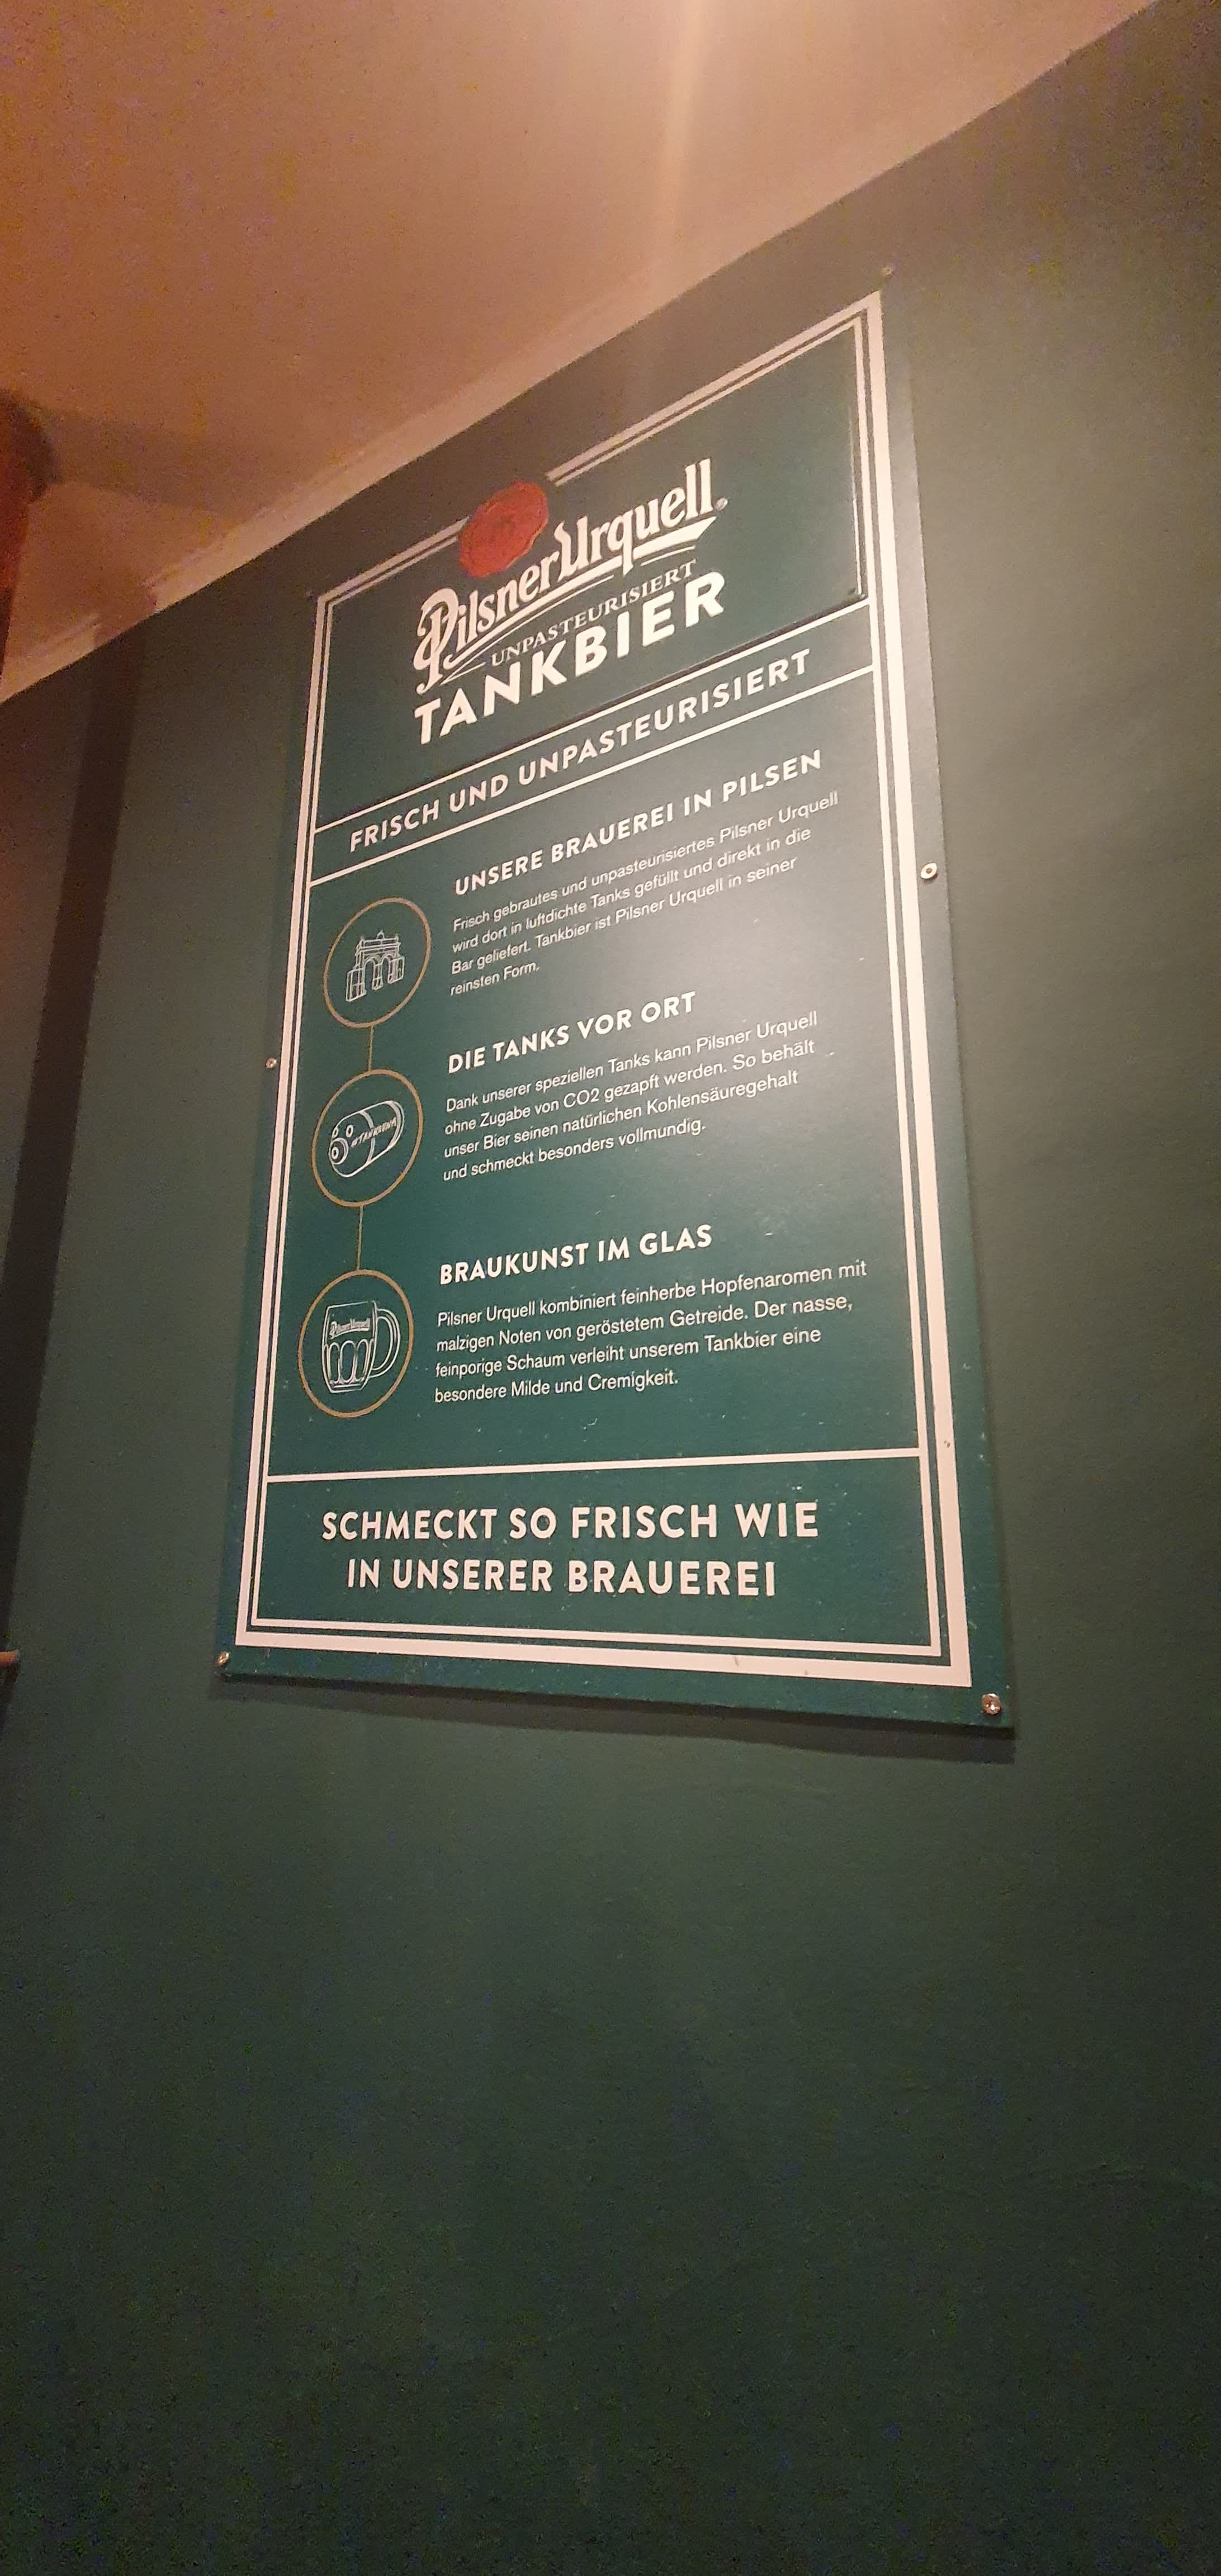 Pilsner Urquell
UNPASTEURISIERT
TANKBIER
FRISCH UND UNPASTEURISIERT
UNSERE BRAUEREI IN PILSEN
Frisch gebrautes und unpasteurisiertes Pilsner Urquell
wird dort in luftdichte Tanks gefüllt und direkt in die
Bar geliefert. Tankbier ist Pilsner Urquell in seiner
reinsten Form.
DIE TANKS VOR ORT
Dank unserer speziellen Tanks kann Pilsner Urquell
ohne Zugabe von CO2 gezapft werden. So behält
unser Bier seinen natürlichen Kohlensäuregehalt
und schmeckt besonders vollmundig.
BRAUKUNST IM GLAS
Pilsner Urquell
Pilsner Urquell kombiniert feinherbe Hopfenaromen mit
malzigen Noten von geröstetem Getreide. Der nasse,
feinporige Schaum verleiht unserem Tankbier eine
besondere Milde und Cremigkeit.
SCHMECKT SO FRISCH WIE
IN UNSERER BRAUEREI